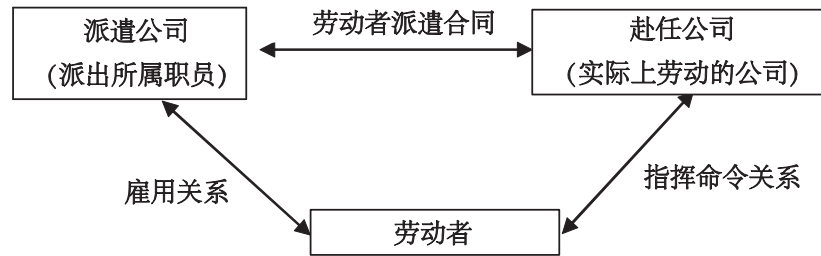 派遣公司
(派出所属职员)
劳动者派遣合同
赴任公司
(实际上劳动的公司)
雇用关系
指挥命令关系
劳动者